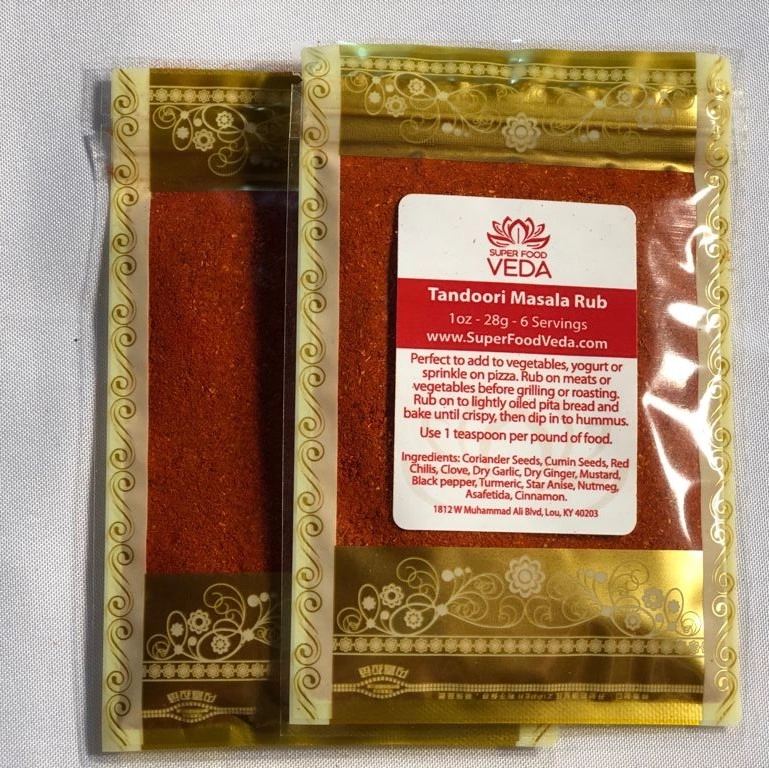 SUPER FOOD
VEDA
Tandoori Masala Rub
1oz - 28g - 6 Servings
www.SuperFoodVeda.com
Perfect to add to vegetables, yogurt or
sprinkle on pizza. Rub on meats or
vegetables before grilling or roasting.
Rub on to lightly oiled pita bread and
bake until crispy, then dip in to hummus.
Use 1 teaspoon per pound of food.
Ingredients: Coriander Seeds, Cumin Seeds, Red
Chilis, Clove, Dry Garlic, Dry Ginger, Mustard,
Black pepper, Turmeric, Star Anise, Nutmeg,
Asafetida, Cinnamon.
1812 W Muhammad Ali Blvd, Lou, KY 40203